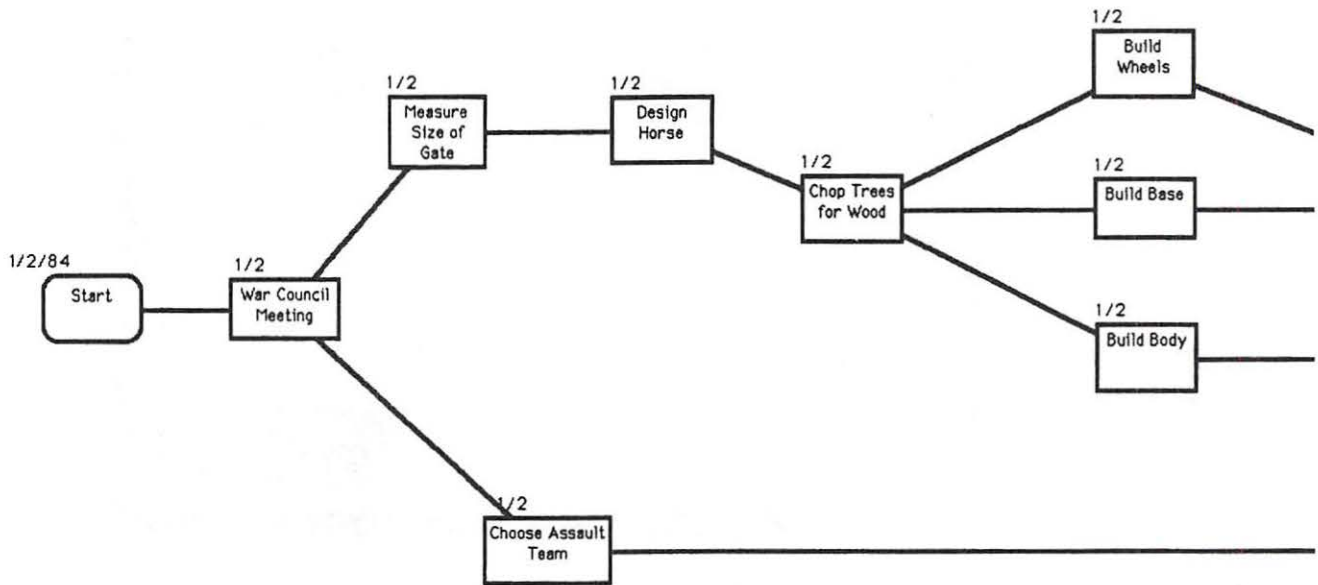 1/2
Build
Wheels
1/2
Measure
Size of
Gate
1/2
Design
Horse
1/2
Chop Trees
for Wood
1/2
Build Base
1/2/84
Start
1/2
War Council
Meeting
1/2
Build Body
1/2
Choose Assault
Team